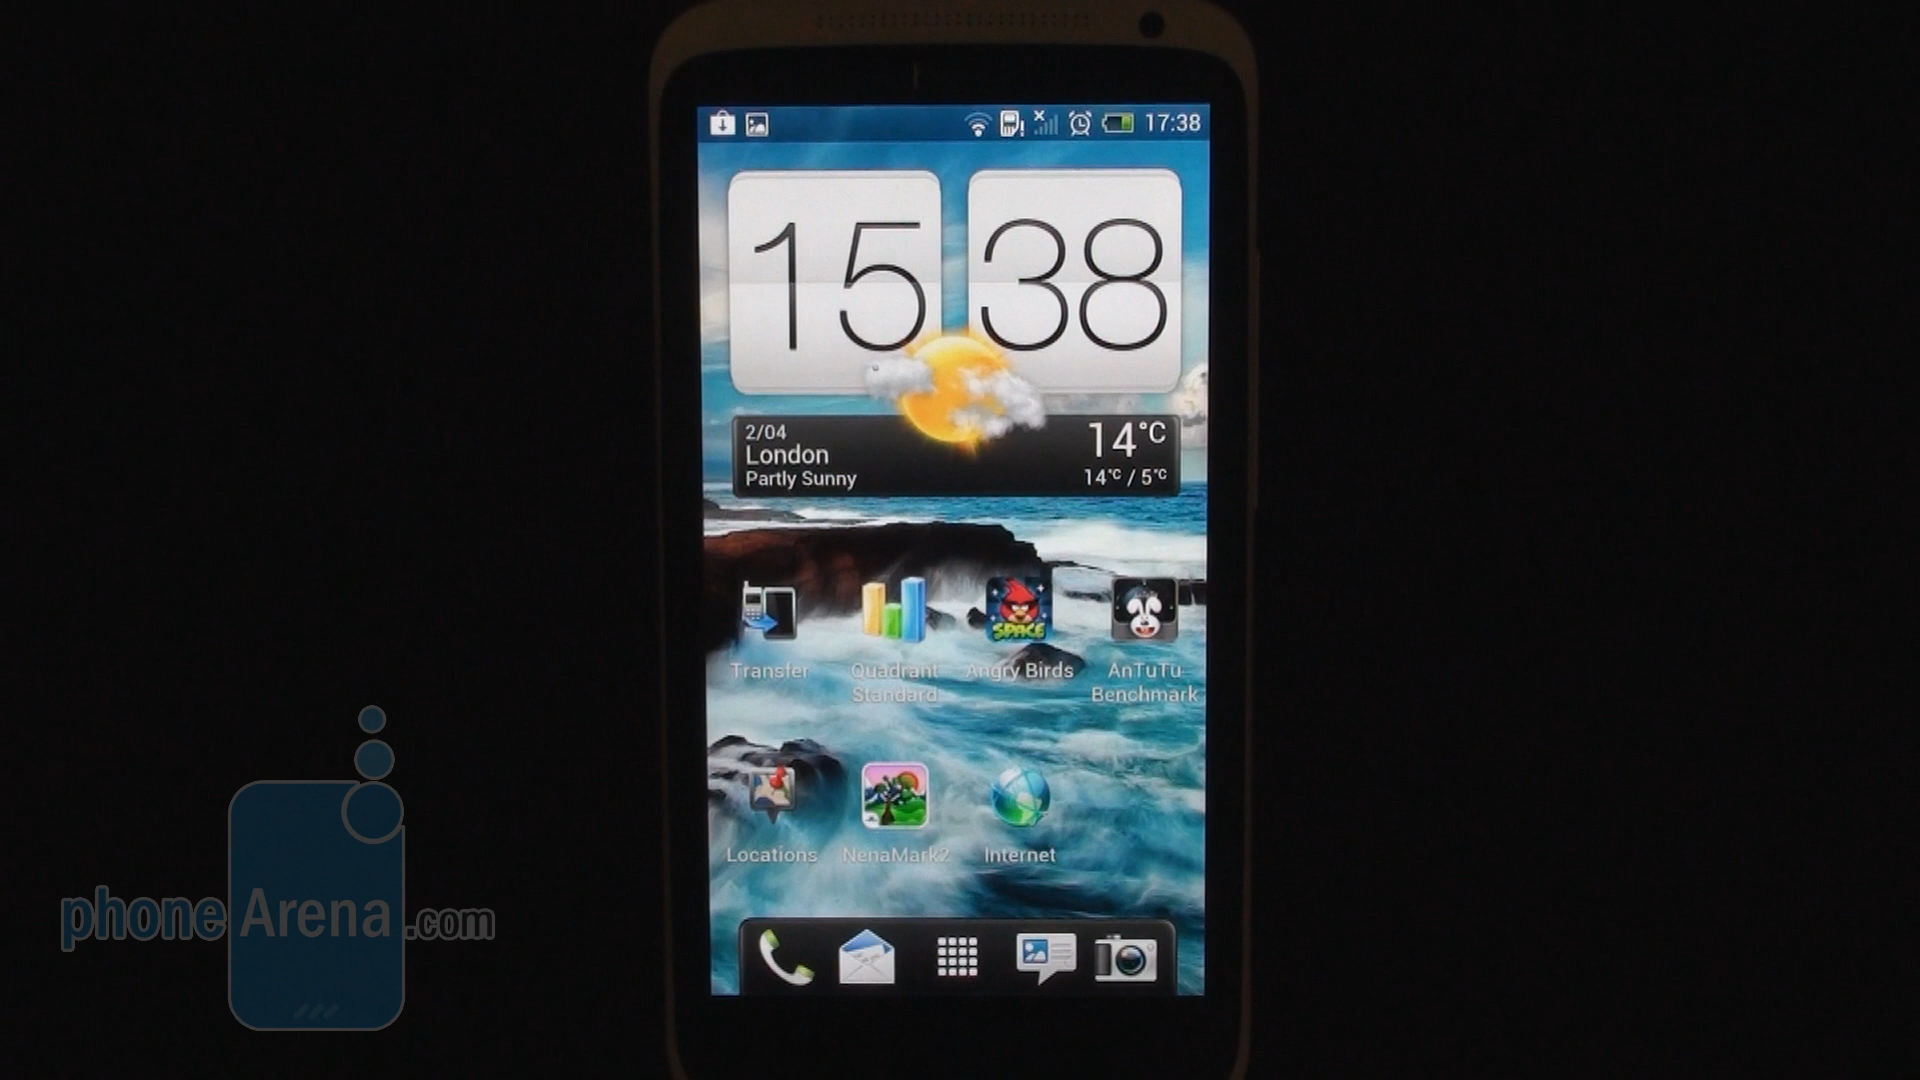 17:38
15 38
2/04
London
Partly Sunny
14°C
14°C / 5°C
SPACE
Transfer
Quadrant Standard
Angry Birds
AnTuTu Benchmark
Locations
NenaMark2
Internet
phoneArena.com